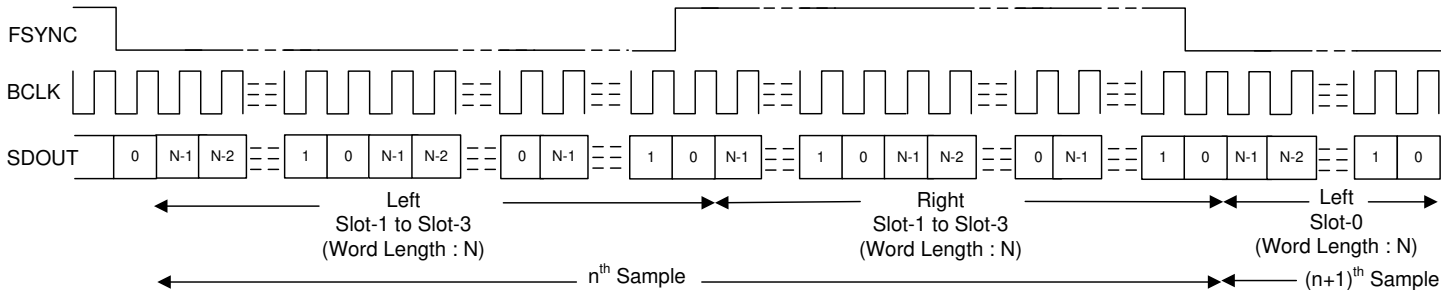 FSYNC
BCLK
SDOUT 0 N-1 N-2 1 0 N-1 N-2 0 N-1 1 0 N-1 1 0 N-1 N-2 0 N-1 1 0 N-1 N-2 1 0
Left
Slot-1 to Slot-3
(Word Length : N)
Right
Slot-1 to Slot-3
(Word Length : N)
Left
Slot-0
(Word Length : N)
nth Sample
(n+1)th Sample